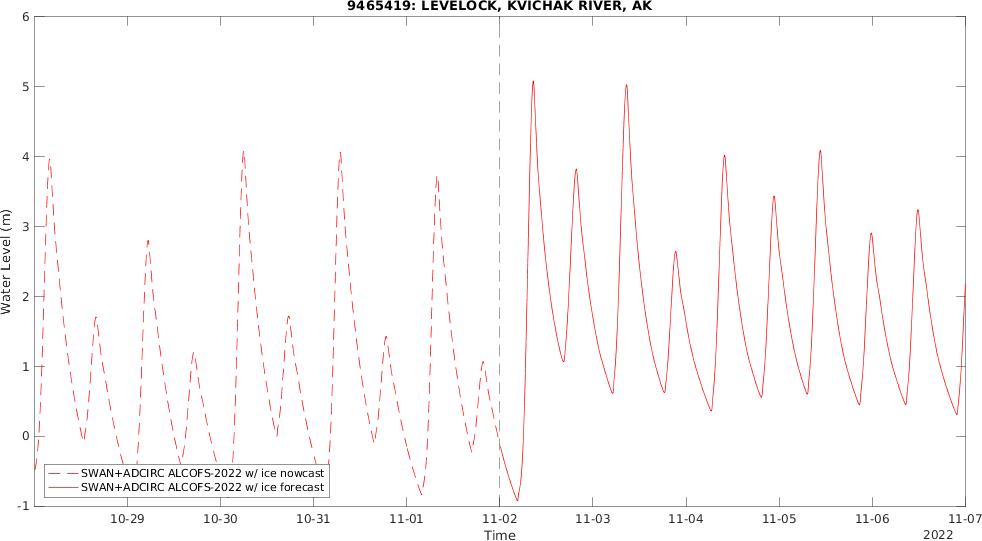 9465419: LEVELOCK, KVICHAK RIVER, AK
6
5
4
3
2
1
0
-1
Water Level (m)
SWAN+ADCIRC ALCOFS-2022 w/ ice nowcast
SWAN+ADCIRC ALCOFS-2022 w/ ice forecast
10-29 10-30 10-31 11-01 11-02 11-03 11-04 11-05 11-06 11-07
Time
2022